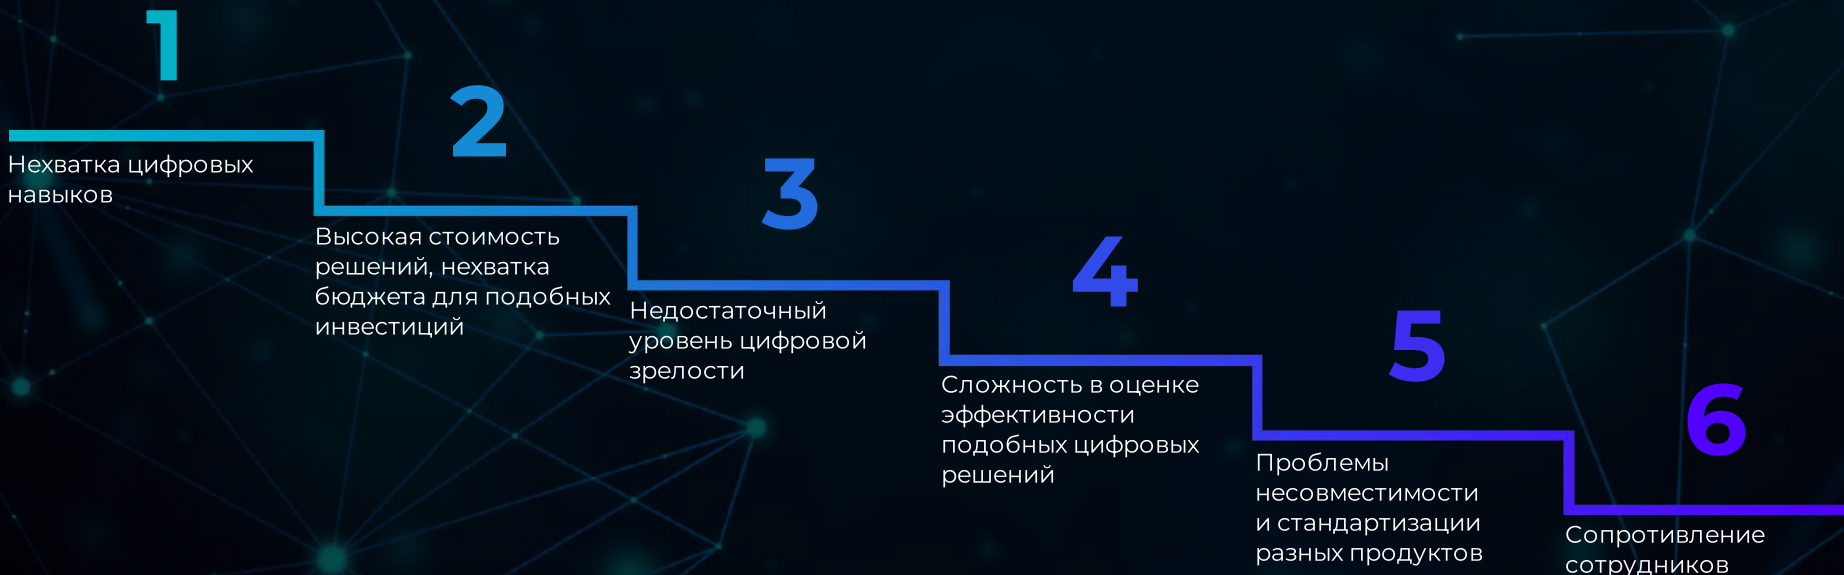 1
Нехватка цифровых
навыков
2
Высокая стоимость
решений, нехватка
бюджета для подобных
инвестиций
3
Недостаточный
уровень цифровой
зрелости
4
Сложность в оценке
эффективности
подобных цифровых
решений
5
Проблемы
несовместимости
и стандартизации
разных продуктов
6
Сопротивление
сотрудников